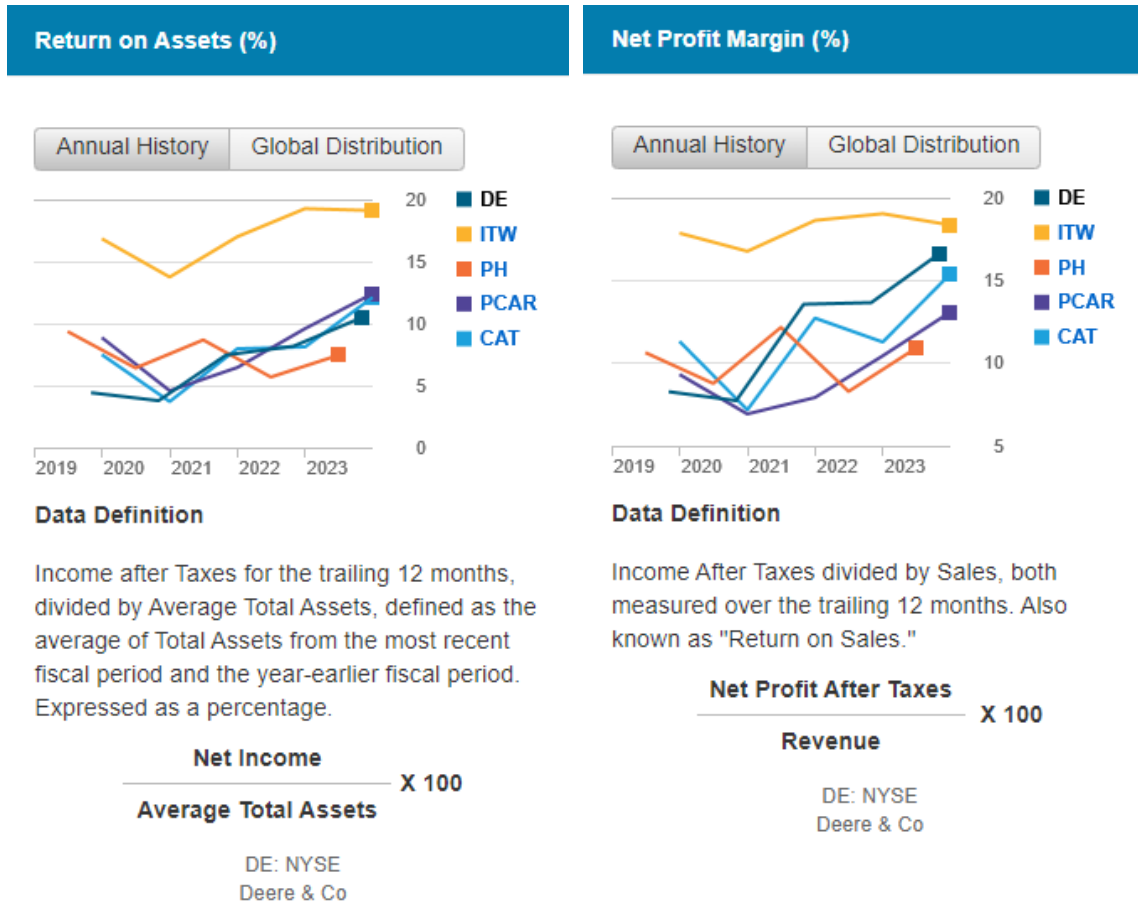 Return on Assets (%)
Annual History
Global Distribution
20
15
10
5
0
DE
ITW
PH
PCAR
CAT
2019
2020
2021
2022
2023
Data Definition
Income after Taxes for the trailing 12 months,
divided by Average Total Assets, defined as the
average of Total Assets from the most recent
fiscal period and the year-earlier fiscal period.
Expressed as a percentage.
Net Income
X 100
Average Total Assets
DE: NYSE
Deere & Co
Net Profit Margin (%)
Annual History
Global Distribution
20
15
10
5
DE
ITW
PH
PCAR
CAT
2019
2020
2021
2022
2023
Data Definition
Income After Taxes divided by Sales, both
measured over the trailing 12 months. Also
known as "Return on Sales."
Net Profit After Taxes
X 100
Revenue
DE: NYSE
Deere & Co